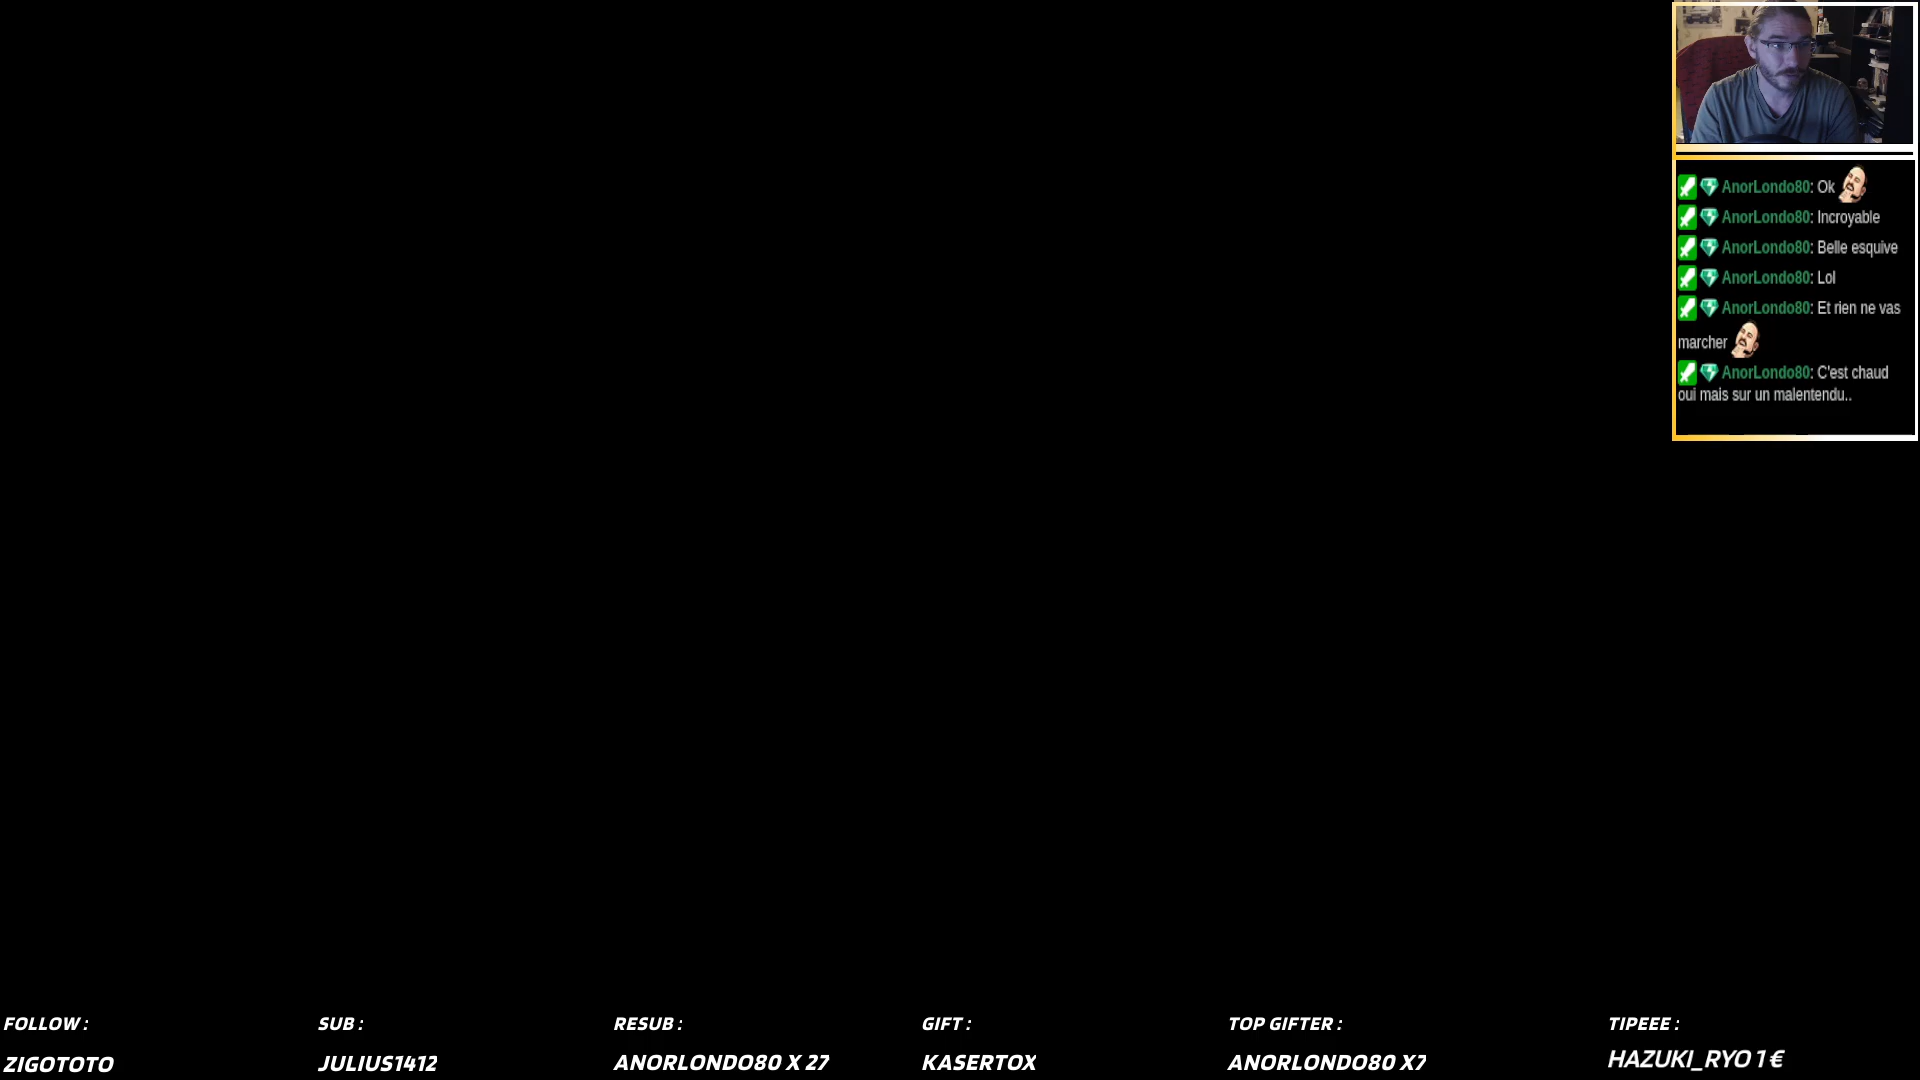 AnorLondo80: Ok
AnorLondo80: Incroyable
AnorLondo80: Belle esquive
AnorLondo80: Lol
AnorLondo80: Et rien ne vas
marcher
AnorLondo80: C'est chaud
oui mais sur un malentendu..
FOLLOW :
ZIGOTOTO
SUB :
JULIUS1412
RESUB :
ANORLONDO80 X 27
GIFT :
KASERTOX
TOP GIFTER :
ANORLONDO80 X7
TIPEEE :
HAZUKI_RYO 1 €